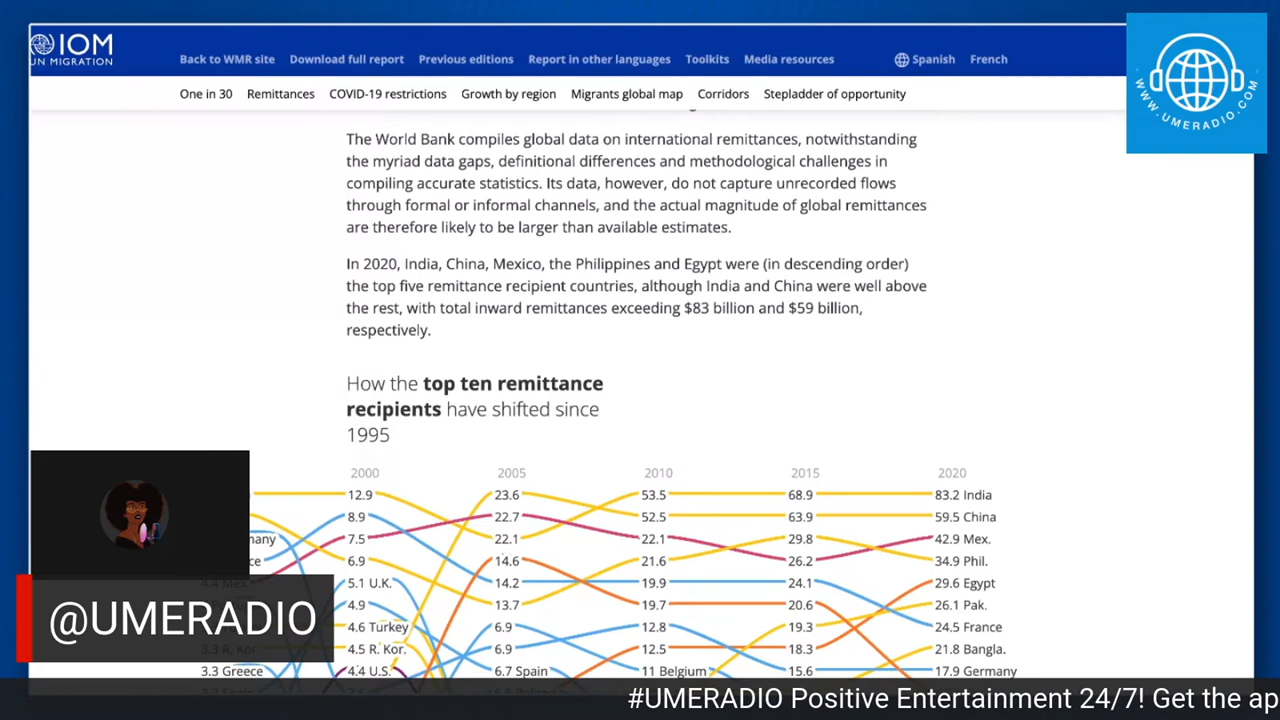 IOM
UN MIGRATION
Back to WMR site Download full report Previous editions Report in other languages Toolkits Media resources Spanish French
One in 30 Remittances COVID-19 restrictions Growth by region Migrants global map Corridors Stepladder of opportunity
WWW.UMERADIO.COM
The World Bank compiles global data on international remittances, notwithstanding
the myriad data gaps, definitional differences and methodological challenges in
compiling accurate statistics. Its data, however, do not capture unrecorded flows
through formal or informal channels, and the actual magnitude of global remittances
are therefore likely to be larger than available estimates.
In 2020, India, China, Mexico, the Philippines and Egypt were (in descending order)
the top five remittance recipient countries, although India and China were well above
the rest, with total inward remittances exceeding $83 billion and $59 billion,
respectively.
How the top ten remittance
recipients have shifted since
1995
2000 2005 2010 2015 2020
12.9 23.6 53.5 68.9 83.2 India
8.9 22.7 52.5 63.9 59.5 China
7.5 22.1 22.1 29.8 42.9 Mex.
6.9 14.6 21.6 26.2 34.9 Phil.
5.1 U.K. 14.2 19.9 24.1 29.6 Egypt
4.9 13.7 19.7 20.6 26.1 Pak.
4.6 Turkey 6.9 12.8 19.3 24.5 France
3.3 R. Kor. 4.5 R. Kor. 6.9 12.5 18.3 21.8 Bangla.
3.3 Greece 4.4 U.S. 6.7 Spain 11 Belgium 15.6 17.9 Germany
@UMERADIO
#UMERADIO Positive Entertainment 24/7! Get the ap